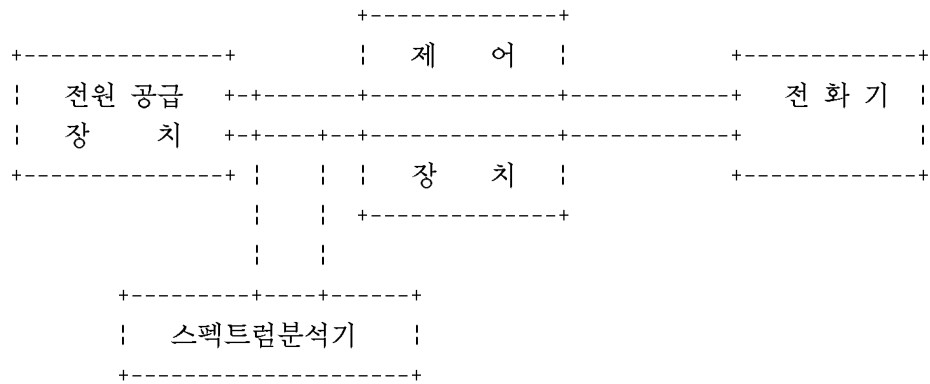 제 어
전원 공급
장 치
전 화 기
장 치
스펙트럼분석기